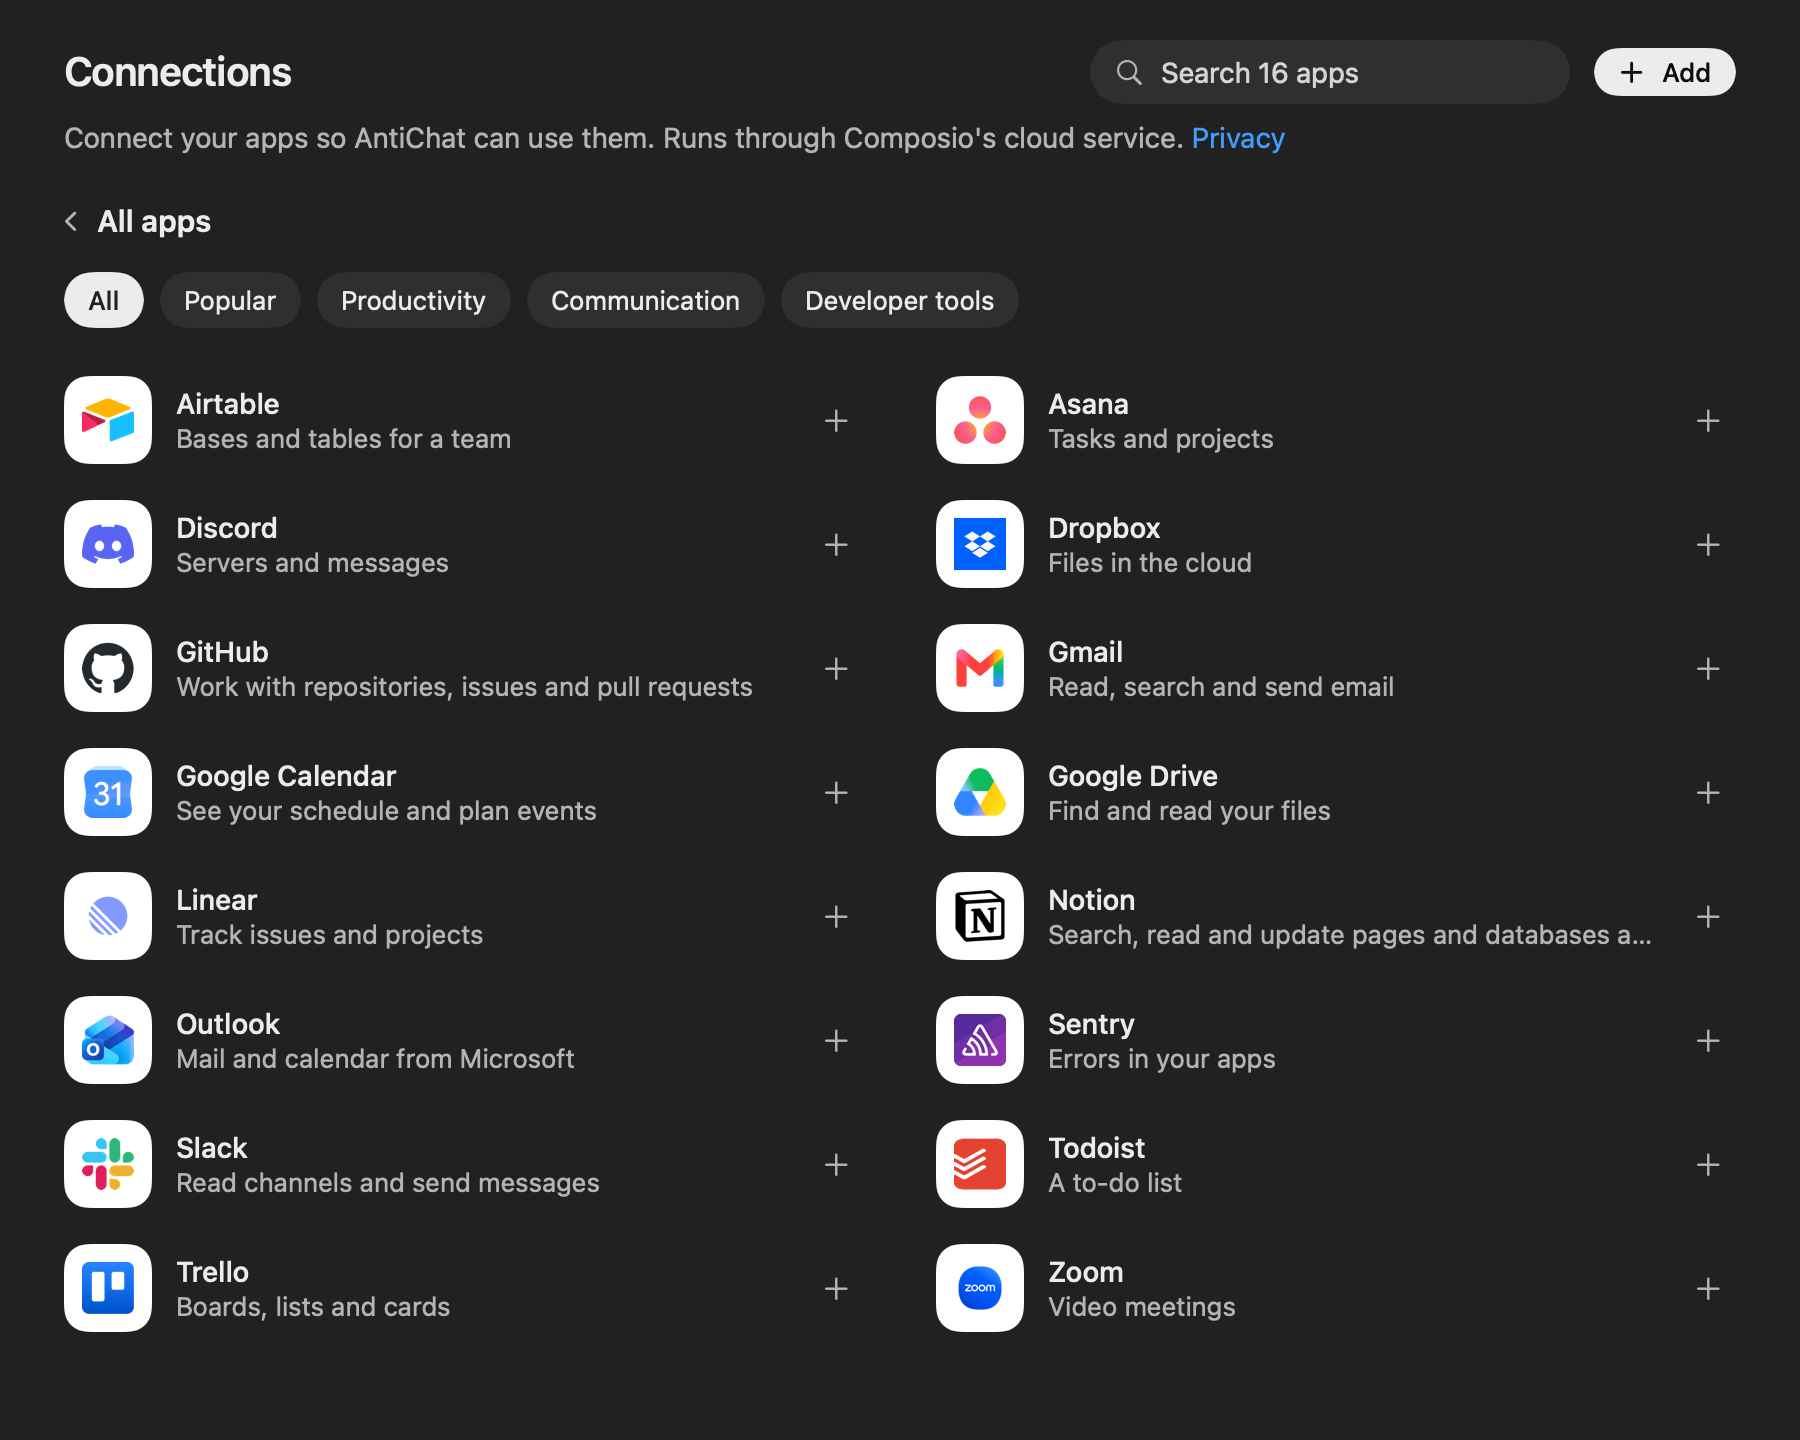 Connections
Search 16 apps
+ Add
Connect your apps so AntiChat can use them. Runs through Composio's cloud service. Privacy
All apps
All
Popular
Productivity
Communication
Developer tools
Airtable
Bases and tables for a team
Asana
Tasks and projects
Discord
Servers and messages
Dropbox
Files in the cloud
GitHub
Work with repositories, issues and pull requests
Gmail
Read, search and send email
31
Google Calendar
See your schedule and plan events
Google Drive
Find and read your files
Linear
Track issues and projects
N
Notion
Search, read and update pages and databases a...
O
Outlook
Mail and calendar from Microsoft
Sentry
Errors in your apps
Slack
Read channels and send messages
Todoist
A to-do list
Trello
Boards, lists and cards
zoom
Zoom
Video meetings